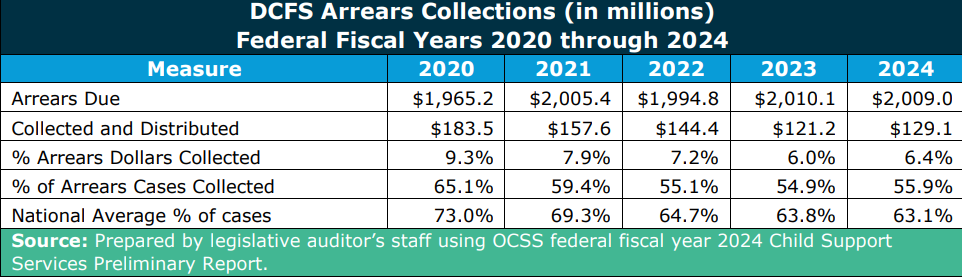 DCFS Arrears Collections (in millions)
Federal Fiscal Years 2020 through 2024
Measure 2020 2021 2022 2023 2024
Arrears Due $1,965.2 $2,005.4 $1,994.8 $2,010.1 $2,009.0
Collected and Distributed $183.5 $157.6 $144.4 $121.2 $129.1
% Arrears Dollars Collected 9.3% 7.9% 7.2% 6.0% 6.4%
% of Arrears Cases Collected 65.1% 59.4% 55.1% 54.9% 55.9%
National Average % of cases 73.0% 69.3% 64.7% 63.8% 63.1%
Source: Prepared by legislative auditor’s staff using OCSS federal fiscal year 2024 Child Support
Services Preliminary Report.